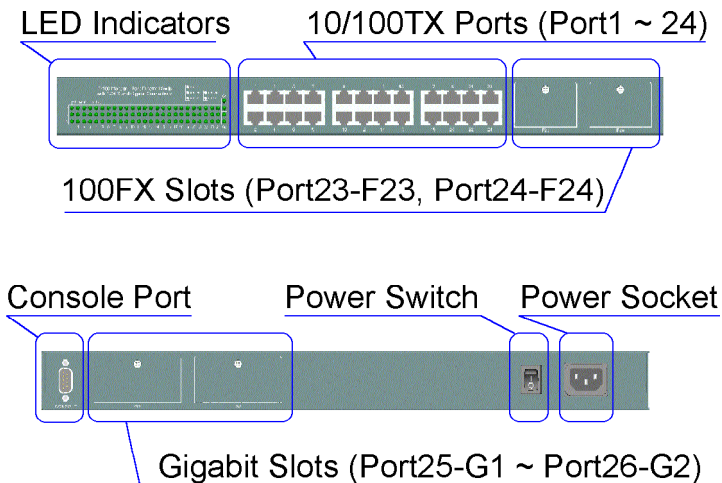 LED Indicators
10/100TX Ports (Port1 ~ 24)
100FX Slots (Port23-F23, Port24-F24)
Console Port
Power Switch
Power Socket
Gigabit Slots (Port25-G1 ~ Port26-G2)